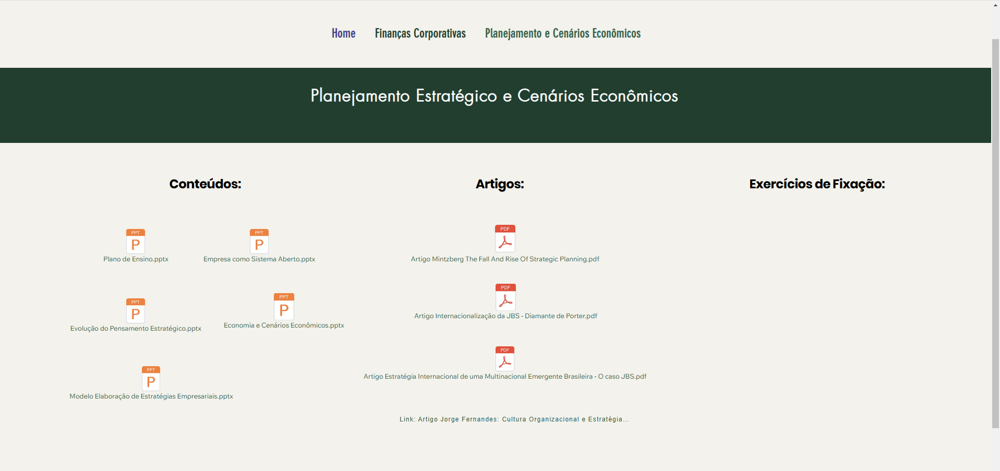 Home Finanças Corporativas Planejamento e Cenários Econômicos
Planejamento Estratégico e Cenários Econômicos
Conteúdos:
PPT
P
Plano de Ensino.pptx
PPT
P
Empresa como Sistema Aberto.pptx
PPT
P
Evolução do Pensamento Estratégico.pptx
PPT
P
Economia e Cenários Econômicos.pptx
PPT
P
Modelo Elaboração de Estratégias Empresariais.pptx
Artigos:
PDF
Artigo Mintzberg The Fall And Rise Of Strategic Planning.pdf
PDF
Artigo Internacionalização da JBS - Diamante de Porter.pdf
PDF
Artigo Estratégia Internacional de uma Multinacional Emergente Brasileira - O caso JBS.pdf
Link: Artigo Jorge Fernandes: Cultura Organizacional e Estratégia...
Exercícios de Fixação: